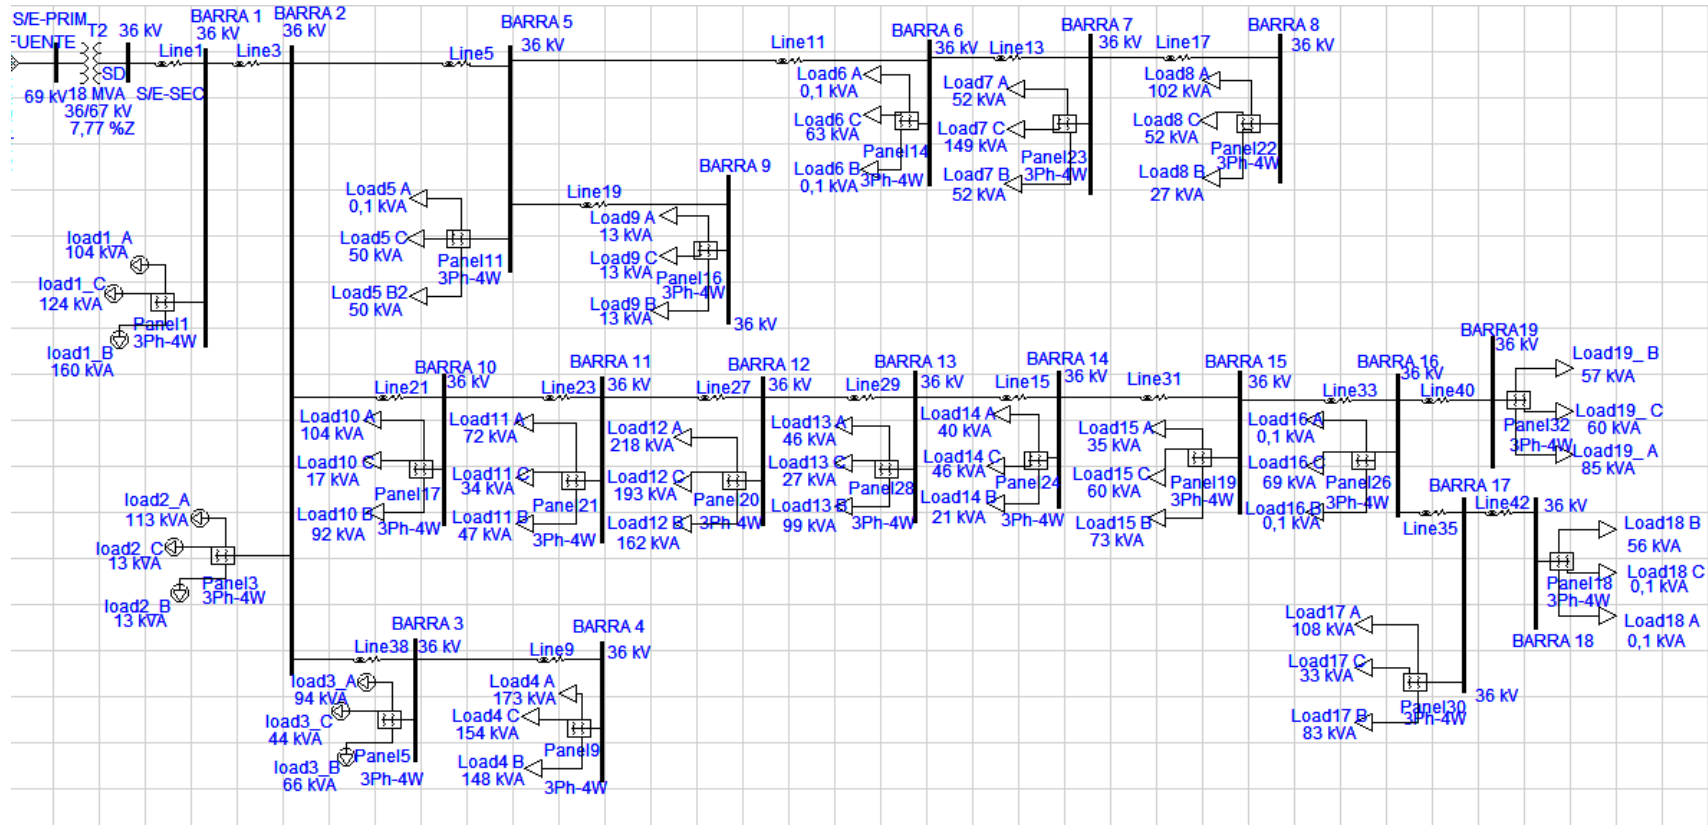 S/E-PRIM
FUENTE
69 kV
T2
18 MVA
36/67 kV
7,77 %Z
36 kV
SD
S/E-SEC
Line1
BARRA 1
36 kV
Line3
BARRA 2
36 kV
Line5
BARRA 5
36 kV
Line11
BARRA 6
36 kV
Line13
BARRA 7
36 kV
Line17
BARRA 8
36 kV
Load6 A
0,1 kVA
Load6 C
63 kVA
Load6 B
0,1 kVA
Panel14
3Ph-4W
Load7 A
52 kVA
Load7 C
149 kVA
Load7 B
52 kVA
Panel23
3Ph-4W
Load8 A
102 kVA
Load8 C
52 kVA
Load8 B
27 kVA
Panel22
3Ph-4W
Load5 A
0,1 kVA
Load5 C
50 kVA
Load5 B2
50 kVA
Panel11
3Ph-4W
Line19
BARRA 9
36 kV
Load9 A
13 kVA
Load9 C
13 kVA
Load9 B
13 kVA
Panel16
3Ph-4W
load1_A
104 kVA
load1_C
124 kVA
load1_B
160 kVA
Panel1
3Ph-4W
Line21
BARRA 10
36 kV
Line23
BARRA 11
36 kV
Line27
BARRA 12
36 kV
Line29
BARRA 13
36 kV
Line15
BARRA 14
36 kV
Line31
BARRA 15
36 kV
Line33
BARRA 16
36 kV
Line40
BARRA19
36 kV
Load10 A
104 kVA
Load10 C
17 kVA
Load10 B
92 kVA
Panel17
3Ph-4W
Load11 A
72 kVA
Load11 C
34 kVA
Load11 B
47 kVA
Panel21
3Ph-4W
Load12 A
218 kVA
Load12 C
193 kVA
Load12 B
162 kVA
Panel20
3Ph-4W
Load13 A
46 kVA
Load13 C
27 kVA
Load13 B
99 kVA
Panel28
3Ph-4W
Load14 A
40 kVA
Load14 C
46 kVA
Load14 B
21 kVA
Panel24
3Ph-4W
Load15 A
35 kVA
Load15 C
60 kVA
Load15 B
73 kVA
Panel19
3Ph-4W
Load16 A
0,1 kVA
Load16 C
69 kVA
Load16 B
0,1 kVA
Panel26
3Ph-4W
Load19_ B
57 kVA
Load19_ C
60 kVA
Load19_ A
85 kVA
Panel32
3Ph-4W
Line35
BARRA 17
36 kV
Line42
36 kV
BARRA 18
Load18 B
56 kVA
Load18 C
0,1 kVA
Load18 A
0,1 kVA
Panel18
3Ph-4W
Load17 A
108 kVA
Load17 C
33 kVA
Load17 B
83 kVA
Panel30
3Ph-4W
load2_A
113 kVA
load2_C
13 kVA
load2_B
13 kVA
Panel3
3Ph-4W
Line38
BARRA 3
36 kV
Line9
BARRA 4
36 kV
load3_A
94 kVA
load3_C
44 kVA
load3_B
66 kVA
Panel5
3Ph-4W
Load4 A
173 kVA
Load4 C
154 kVA
Load4 B
148 kVA
Panel9
3Ph-4W